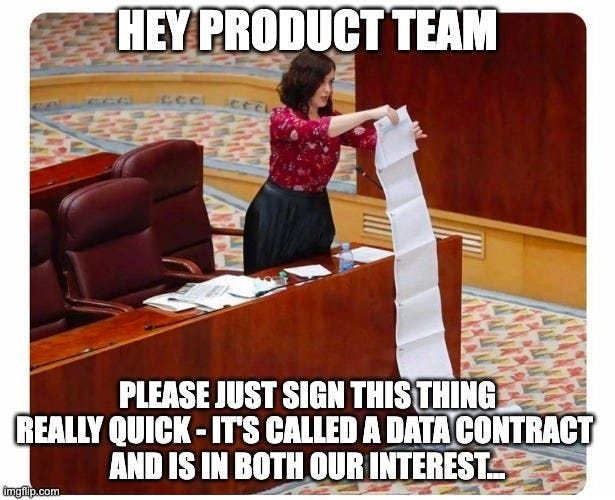 HEY PRODUCT TEAM
PLEASE JUST SIGN THIS THING
REALLY QUICK - IT'S CALLED A DATA CONTRACT
AND IS IN BOTH OUR INTEREST...
imgflip.com